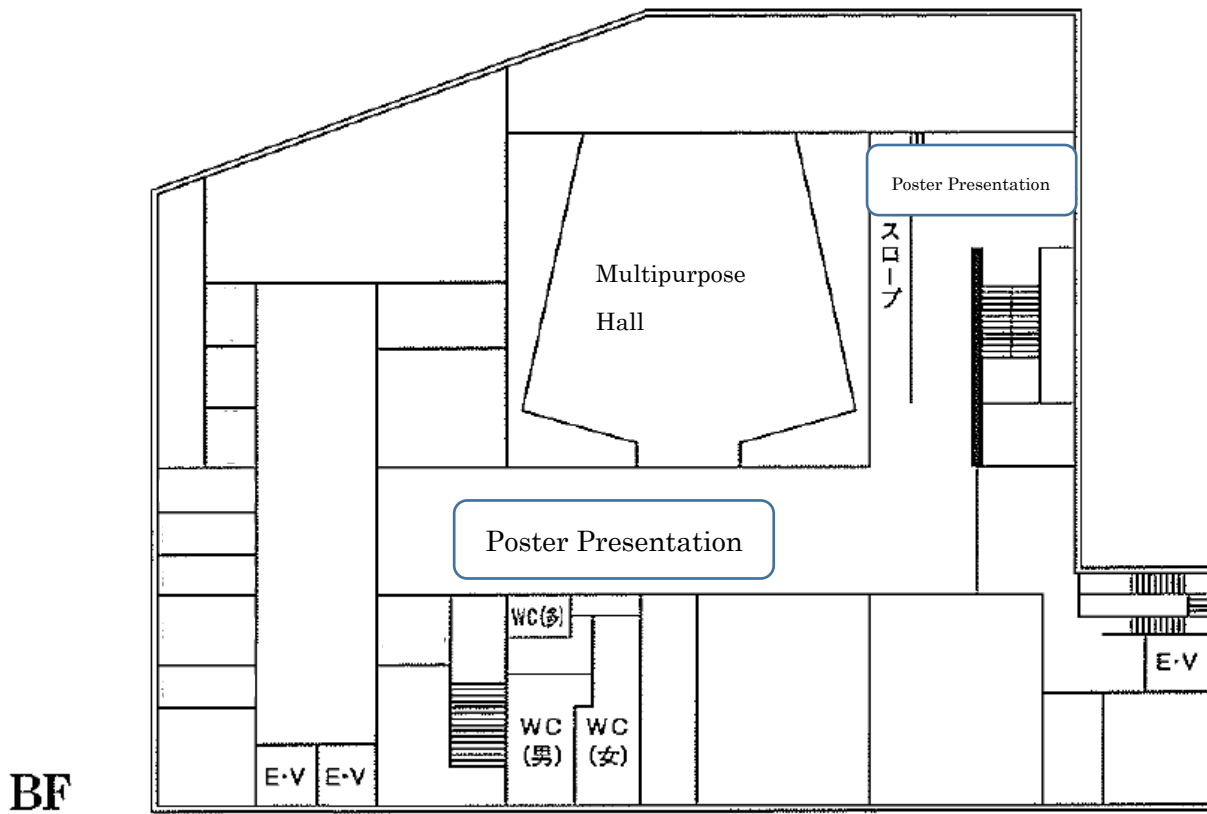 Poster Presentation
スロープ
Multipurpose
Hall
Poster Presentation
WC(多)
E・V
WC
(男)
WC
(女)
E・V
E・V
BF